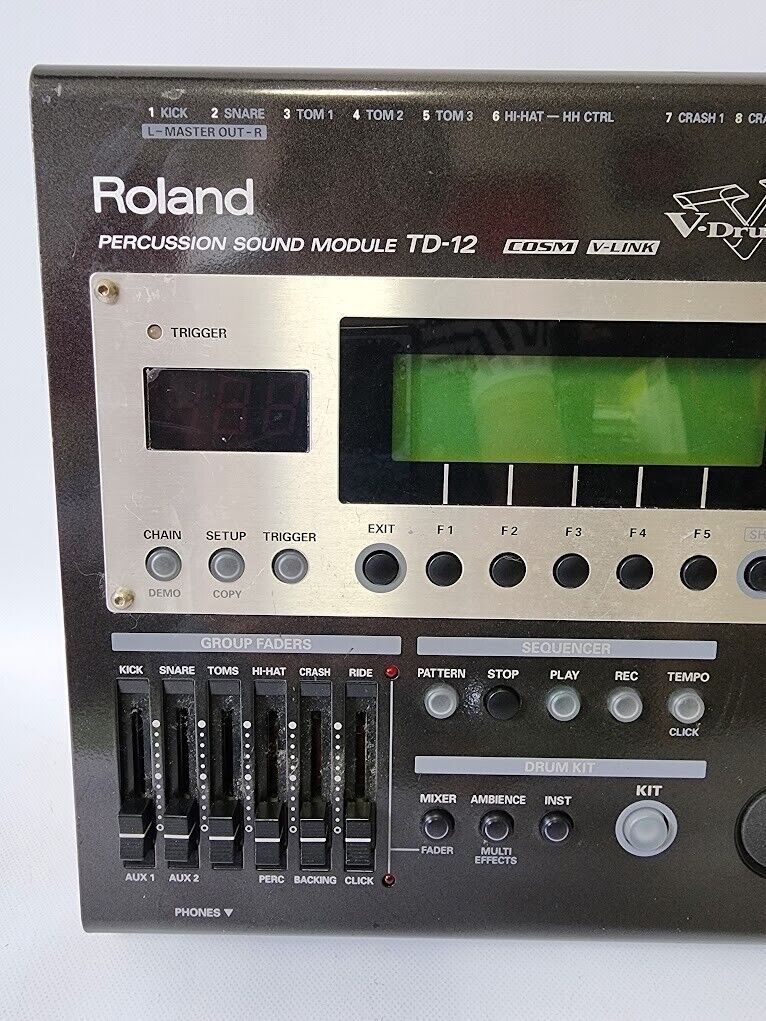 1 KICK 2 SNARE 3 TOM 1 4 TOM 2 5 TOM 3 6 HI-HAT — HH CTRL 7 CRASH 1 8
L – MASTER OUT – R
Roland
V-Dru
PERCUSSION SOUND MODULE TD-12 COSM V-LINK
TRIGGER
CHAIN SETUP TRIGGER EXIT F1 F2 F3 F4 F5 SH
DEMO COPY
GROUP FADERS SEQUENCER
KICK SNARE TOMS HI-HAT CRASH RIDE PATTERN STOP PLAY REC TEMPO
CLICK
DRUM KIT
MIXER AMBIENCE INST KIT
FADER MULTI
EFFECTS
AUX 1 AUX 2 PERC BACKING CLICK
PHONES ▼